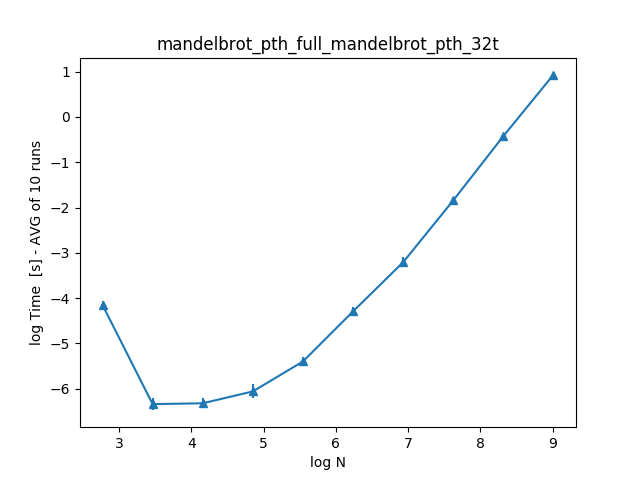 mandelbrot_pth_full_mandelbrot_pth_32t
1
0
−1
−2
−3
−4
−5
−6
log Time  [s] - AVG of 10 runs
3 4 5 6 7 8 9
log N